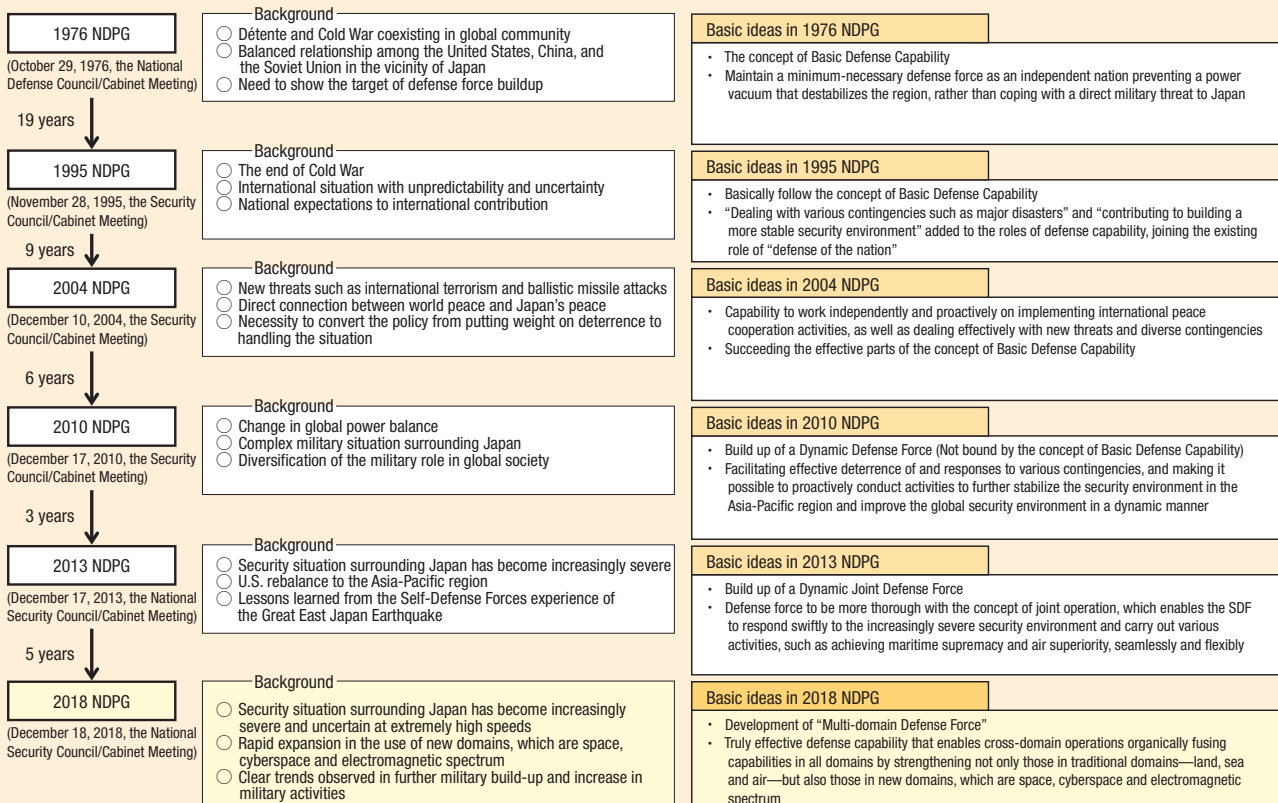 1976 NDPG
(October 29, 1976, the National
Defense Council/Cabinet Meeting)
Background
○ Détente and Cold War coexisting in global community
○ Balanced relationship among the United States, China, and
the Soviet Union in the vicinity of Japan
○ Need to show the target of defense force buildup
Basic ideas in 1976 NDPG
・ The concept of Basic Defense Capability
・ Maintain a minimum-necessary defense force as an independent nation preventing a power
vacuum that destabilizes the region, rather than coping with a direct military threat to Japan
19 years
1995 NDPG
(November 28, 1995, the Security
Council/Cabinet Meeting)
Background
○ The end of Cold War
○ International situation with unpredictability and uncertainty
○ National expectations to international contribution
Basic ideas in 1995 NDPG
・ Basically follow the concept of Basic Defense Capability
・ “Dealing with various contingencies such as major disasters” and “contributing to building a
more stable security environment” added to the roles of defense capability, joining the existing
role of “defense of the nation”
9 years
2004 NDPG
(December 10, 2004, the Security
Council/Cabinet Meeting)
Background
○ New threats such as international terrorism and ballistic missile attacks
○ Direct connection between world peace and Japan’s peace
○ Necessity to convert the policy from putting weight on deterrence to
handling the situation
Basic ideas in 2004 NDPG
・ Capability to work independently and proactively on implementing international peace
cooperation activities, as well as dealing effectively with new threats and diverse contingencies
・ Succeeding the effective parts of the concept of Basic Defense Capability
6 years
2010 NDPG
(December 17, 2010, the Security
Council/Cabinet Meeting)
Background
○ Change in global power balance
○ Complex military situation surrounding Japan
○ Diversification of the military role in global society
Basic ideas in 2010 NDPG
・ Build up of a Dynamic Defense Force (Not bound by the concept of Basic Defense Capability)
・ Facilitating effective deterrence of and responses to various contingencies, and making it
possible to proactively conduct activities to further stabilize the security environment in the
Asia-Pacific region and improve the global security environment in a dynamic manner
3 years
2013 NDPG
(December 17, 2013, the National
Security Council/Cabinet Meeting)
Background
○ Security situation surrounding Japan has become increasingly severe
○ U.S. rebalance to the Asia-Pacific region
○ Lessons learned from the Self-Defense Forces experience of
the Great East Japan Earthquake
Basic ideas in 2013 NDPG
・ Build up of a Dynamic Joint Defense Force
・ Defense force to be more thorough with the concept of joint operation, which enables the SDF
to respond swiftly to the increasingly severe security environment and carry out various
activities, such as achieving maritime supremacy and air superiority, seamlessly and flexibly
5 years
2018 NDPG
(December 18, 2018, the National
Security Council/Cabinet Meeting)
Background
○ Security situation surrounding Japan has become increasingly
severe and uncertain at extremely high speeds
○ Rapid expansion in the use of new domains, which are space,
cyberspace and electromagnetic spectrum
○ Clear trends observed in further military build-up and increase in
military activities
Basic ideas in 2018 NDPG
・ Development of “Multi-domain Defense Force”
・ Truly effective defense capability that enables cross-domain operations organically fusing
capabilities in all domains by strengthening not only those in traditional domains—land, sea
and air—but also those in new domains, which are space, cyberspace and electromagnetic
spectrum